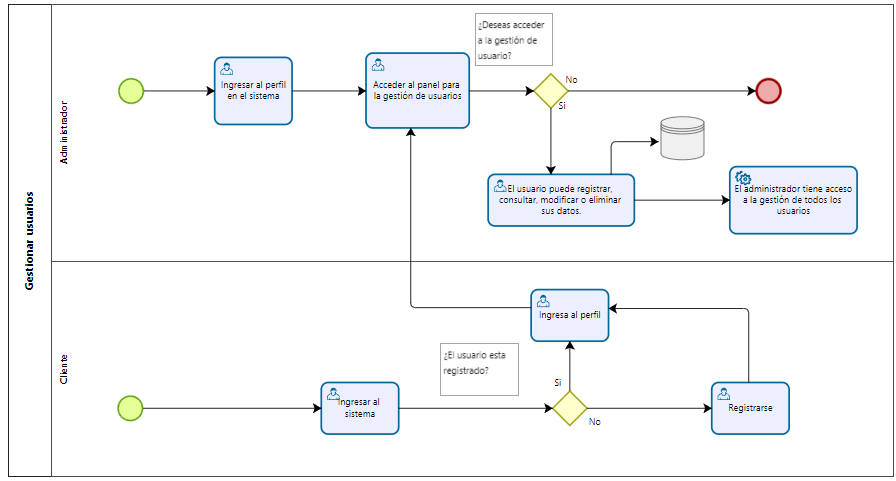 Gestionar usuarios
Administrador
Ingresar al perfil
en el sistema
Acceder al panel para
la gestión de usuarios
¿Deseas acceder
a la gestión de
usuario?
No
Si
El usuario puede registrar,
consultar, modificar o eliminar
sus datos.
El administrador tiene acceso
a la gestión de todos los
usuarios
Cliente
Ingresar al
sistema
¿El usuario esta
registrado?
Si
No
Ingresa al perfil
Registrarse